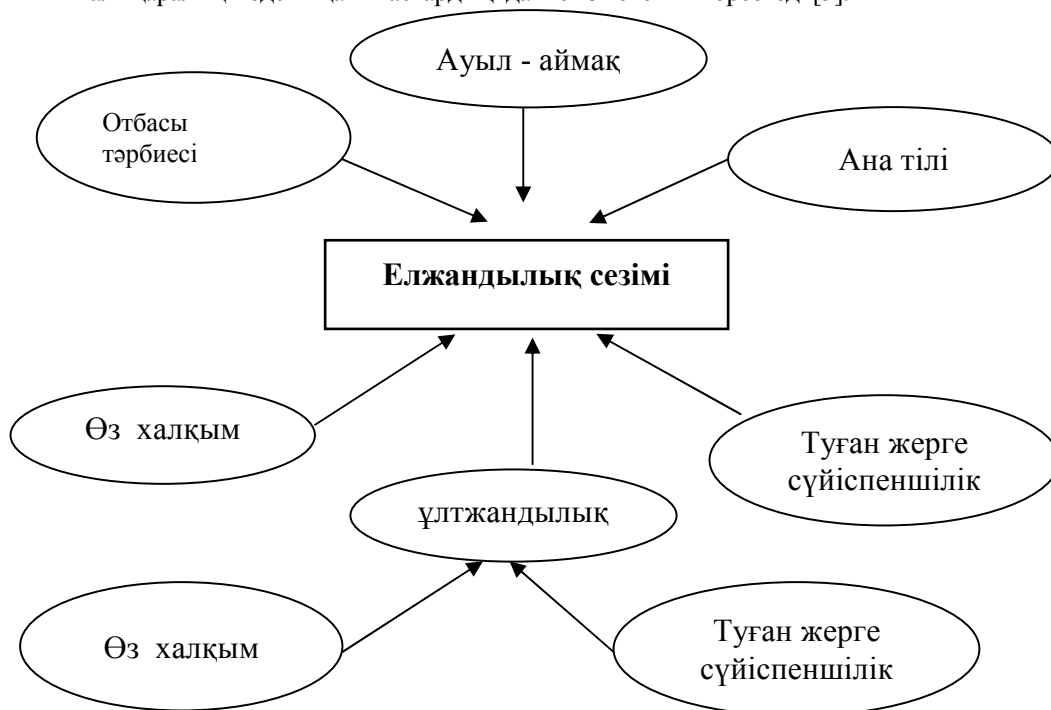 Ауыл - аймақ
Отбасы
тәрбиесі
Ана тілі
Елжандылық сезімі
Өз халқым
Туған жерге
сүйіспеншілік
ұлтжандылық
Өз халқым
Туған жерге
сүйіспеншілік